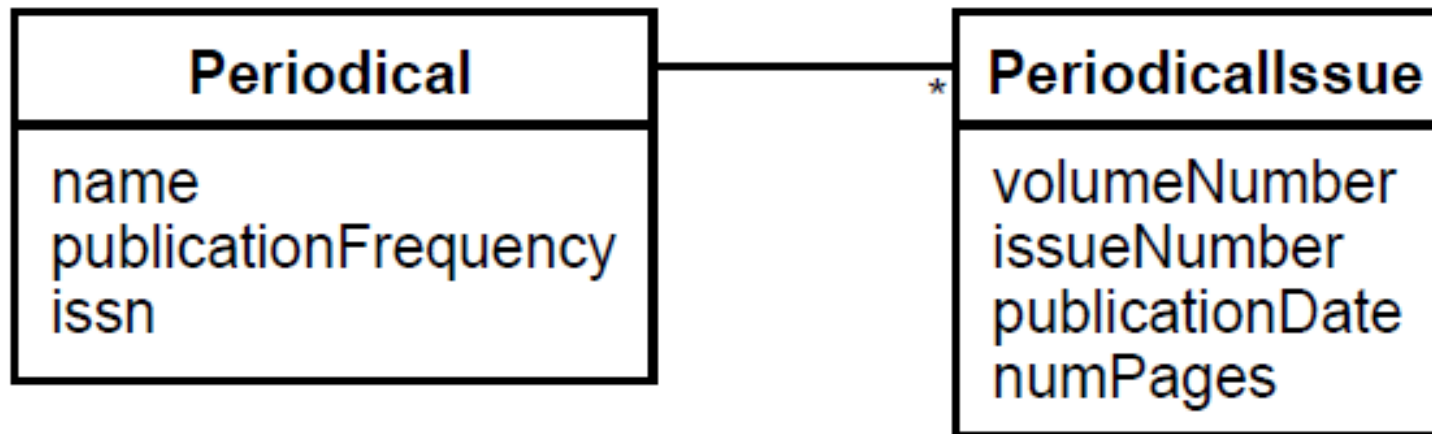 Periodical
name
publicationFrequency
issn
*
PeriodicalIssue
volumeNumber
issueNumber
publicationDate
numPages